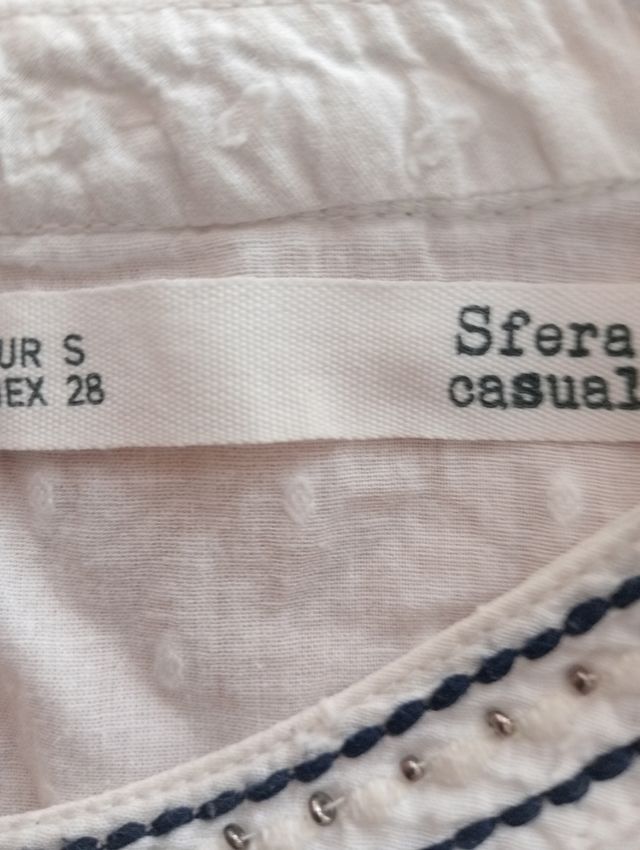 UR S
EX 28
Sfera
casual